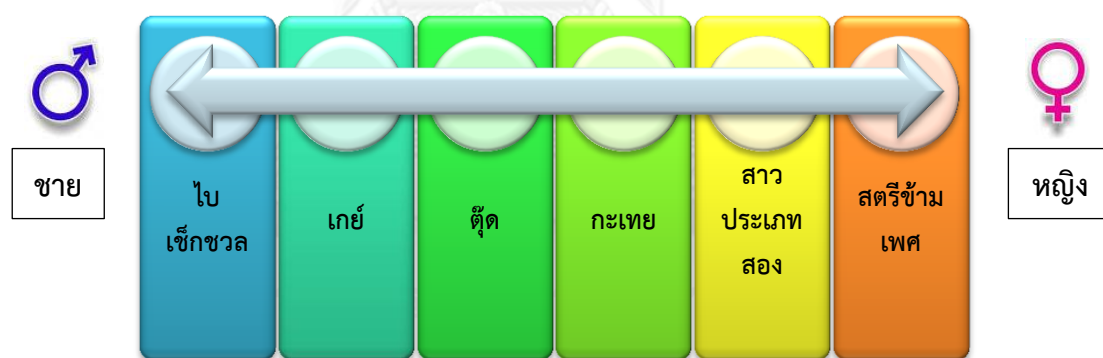 ชาย
ไบ
เช็กชวล
เกย์
ตุ๊ด
กะเทย
สาว
ประเภท
สอง
สตรีข้าม
เพศ
หญิง